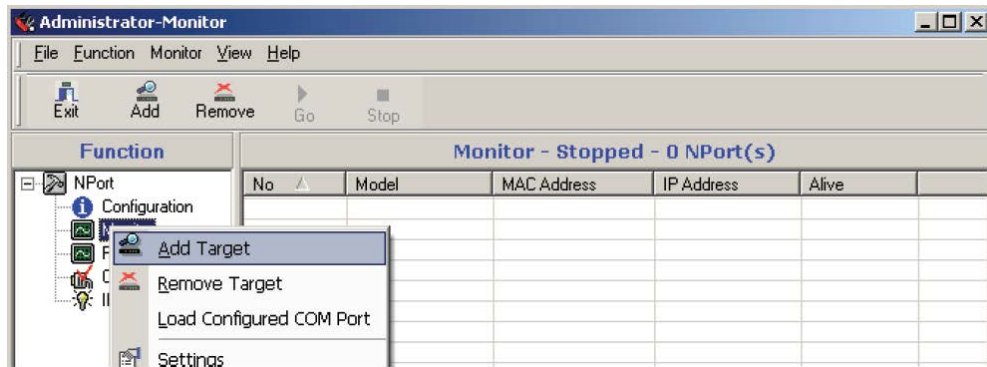 Administrator-Monitor
File Function Monitor View Help
Exit Add Remove Go Stop
Function
Monitor - Stopped - 0 NPort(s)
NPort
Configuration
No Model MAC Address IP Address Alive
Add Target
Remove Target
Load Configured COM Port
Settings